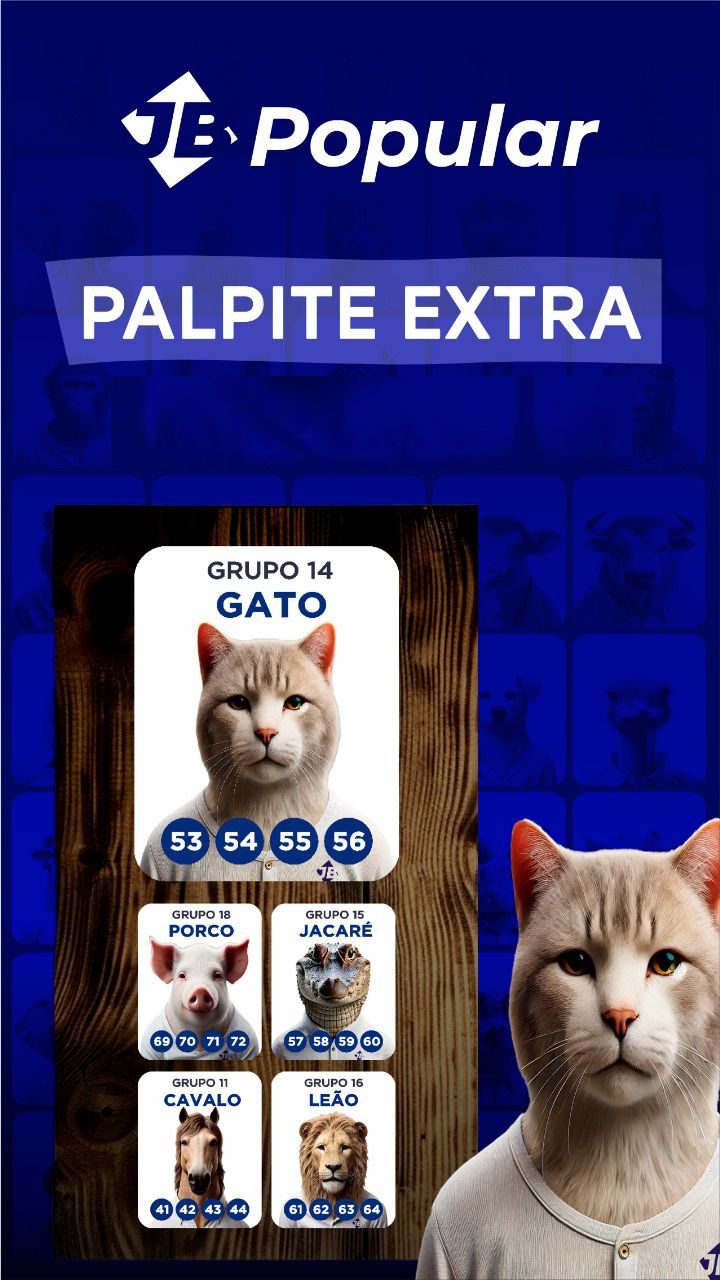 JB Popular
PALPITE EXTRA
GRUPO 14
GATO
53 54 55 56
JB
GRUPO 18
PORCO
69 70 71 72
GRUPO 15
JACARÉ
57 58 59 60
GRUPO 11
CAVALO
41 42 43 44
GRUPO 16
LEÃO
61 62 63 64